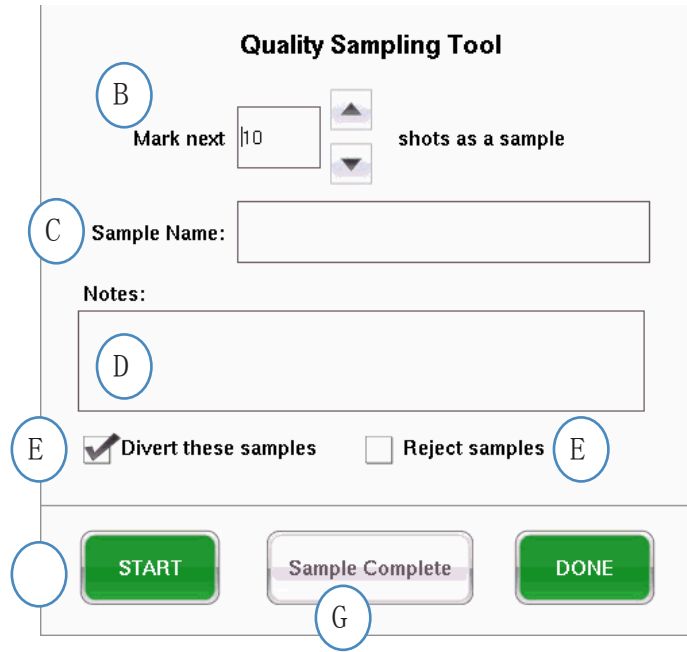 Quality Sampling Tool
B
Mark next 10 shots as a sample
C Sample Name:
Notes:
D
E Divert these samples Reject samples E
START Sample Complete DONE
G